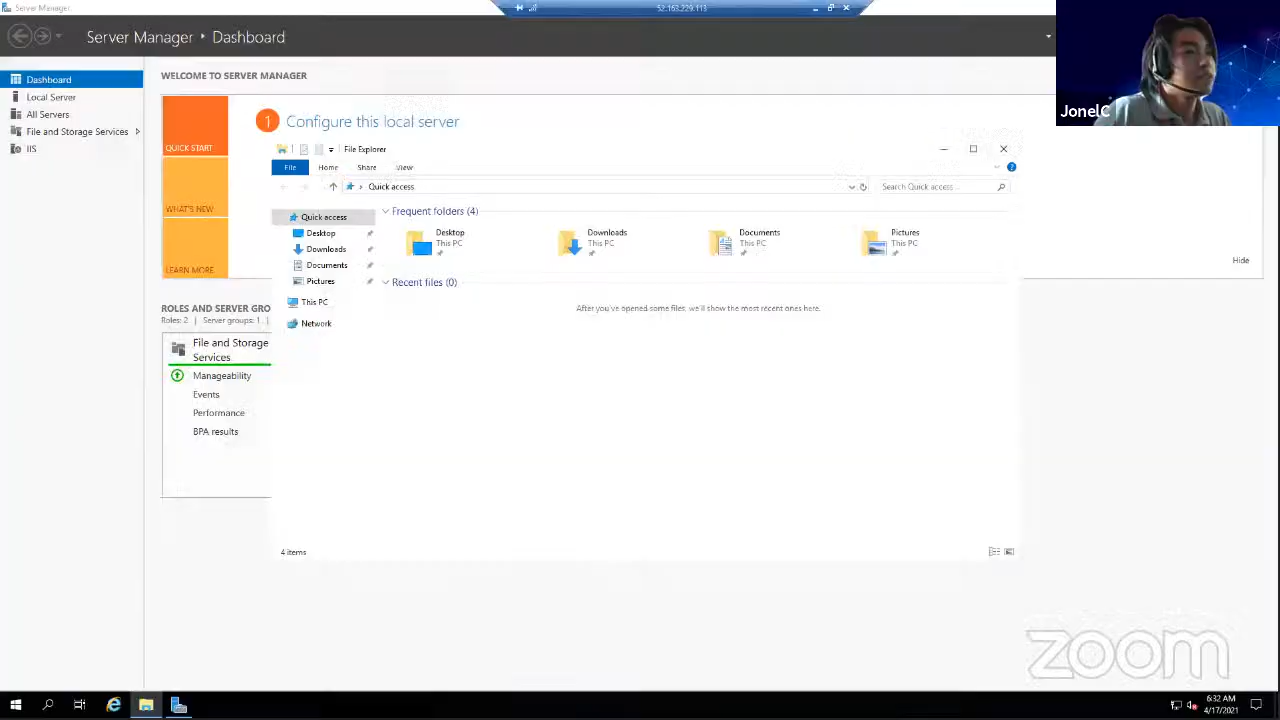 Server Manager
52.163.229.113
Server Manager • Dashboard
JonelC
Dashboard
Local Server
All Servers
File and Storage Services
IIS
WELCOME TO SERVER MANAGER
QUICK START
WHAT'S NEW
LEARN MORE
1 Configure this local server
Hide
File Explorer
File Home Share View
Quick access
Search Quick access
Quick access
Desktop
Downloads
Documents
Pictures
This PC
Network
Frequent folders (4)
Desktop
This PC
Downloads
This PC
Documents
This PC
Pictures
This PC
Recent files (0)
After you've opened some files, we'll show the most recent ones here.
4 items
ROLES AND SERVER GRO
Roles: 2 | Server groups: 1 |
File and Storage
Services
Manageability
Events
Performance
BPA results
zoom
6:32 AM
4/17/2021